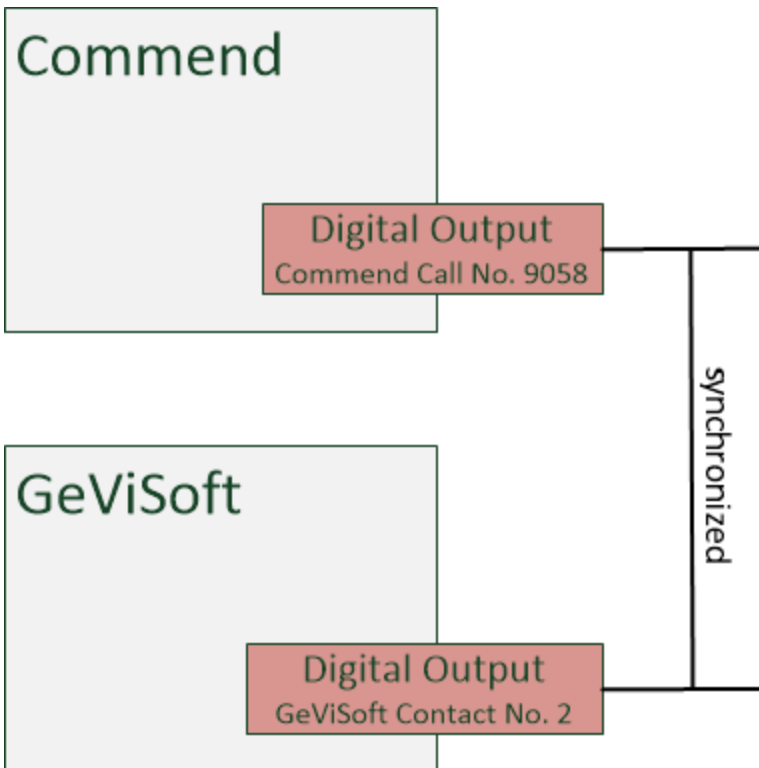 Commend
Digital Output
Commend Call No. 9058
synchronized
GeViSoft
Digital Output
GeViSoft Contact No. 2